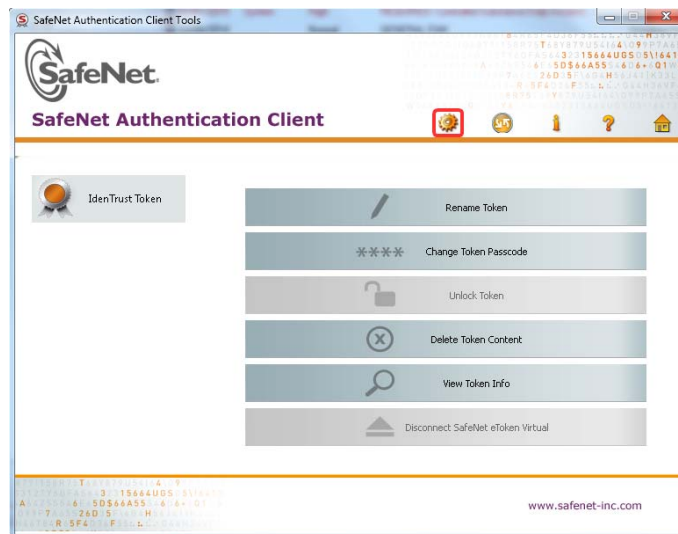 SafeNet Authentication Client Tools
SafeNet.
SafeNet Authentication Client
IdenTrust Token
Rename Token
**** Change Token Passcode
Unlock Token
Delete Token Content
View Token Info
Disconnect SafeNet eToken Virtual
www.safenet-inc.com